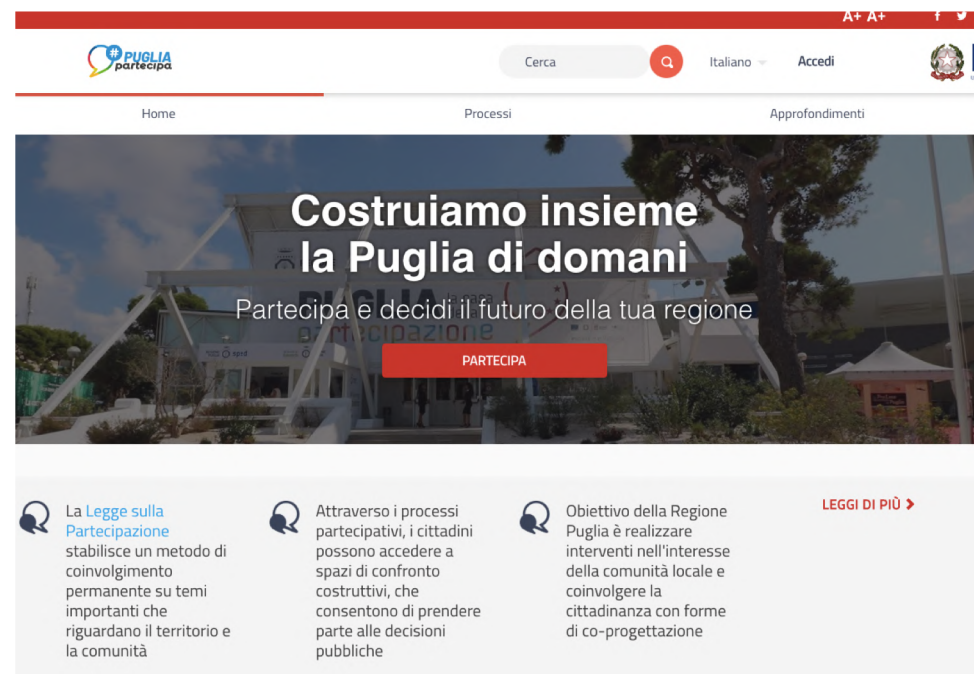 A+ A+
# PUGLIA
partecipa
Cerca
Italiano
Accedi
Home
Processi
Approfondimenti
Costruiamo insieme
la Puglia di domani
PUGLIA
Partecipa e decidi il futuro della tua regione
partecipazione
PARTECIPA
La Legge sulla
Partecipazione
stabilisce un metodo di
coinvolgimento
permanente su temi
importanti che
riguardano il territorio e
la comunità
Attraverso i processi
partecipativi, i cittadini
possono accedere a
spazi di confronto
costruttivi, che
consentono di prendere
parte alle decisioni
pubbliche
Obiettivo della Regione
Puglia è realizzare
interventi nell'interesse
della comunità locale e
coinvolgere la
cittadinanza con forme
di co-progettazione
LEGGI DI PIÙ